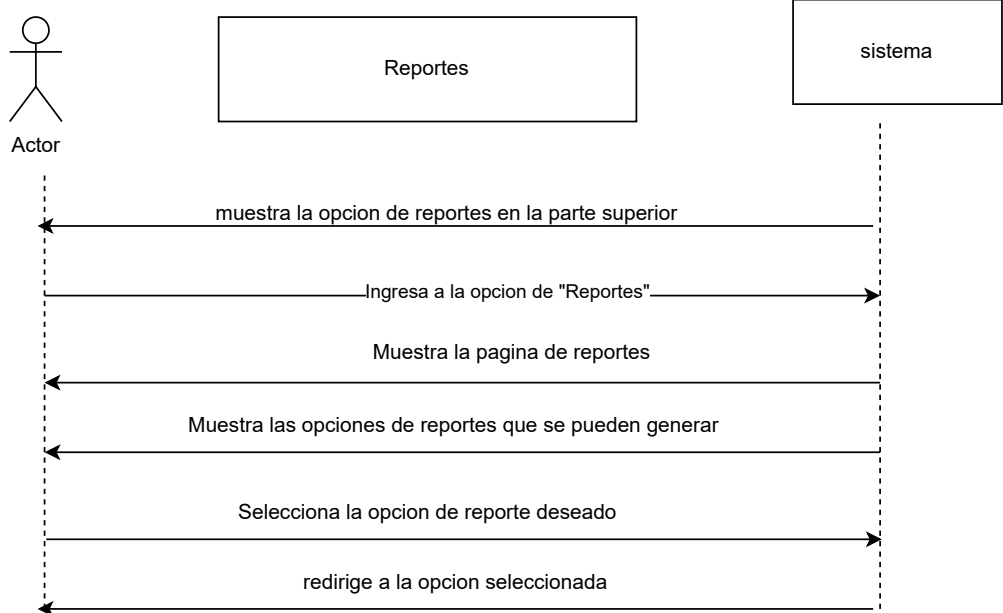 Reportes
sistema
Actor
muestra la opcion de reportes en la parte superior
Ingresa a la opcion de "Reportes"
Muestra la pagina de reportes
Muestra las opciones de reportes que se pueden generar
Selecciona la opcion de reporte deseado
redirige a la opcion seleccionada